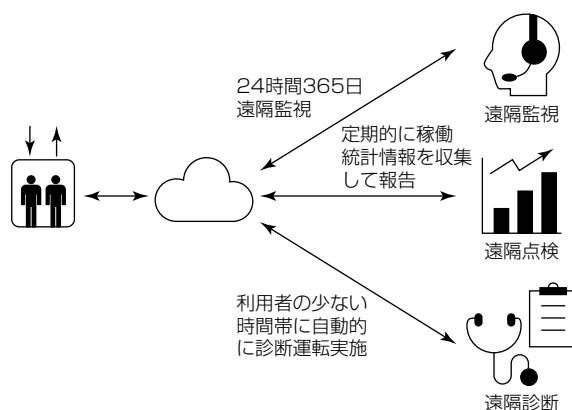 24時間365日
遠隔監視
遠隔監視
定期的に稼働
統計情報を収集
して報告
遠隔点検
利用者の少ない
時間帯に自動的
に診断運転実施
遠隔診断